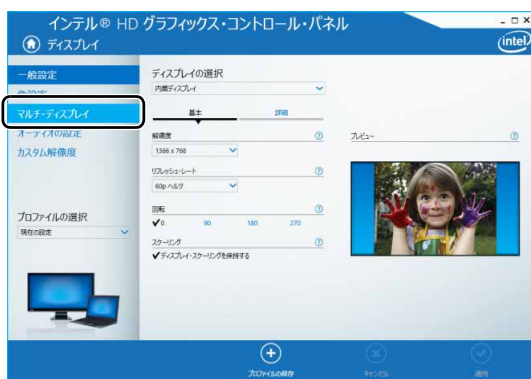 インテル® HD グラフィックス・コントロール・パネル
ディスプレイ
intel
一般設定
マルチ・ディスプレイ
オーディオの設定
カスタム解像度
プロファイルの選択
現在の設定
ディスプレイの選択
内蔵ディスプレイ
基本 詳細
解像度
1366 x 768
リフレッシュ・レート
60p ヘルツ
回転
0 90 180 270
スケーリング
ディスプレイ・スケーリングを保持する
プレビュー
プロファイルの保存
キャンセル
適用